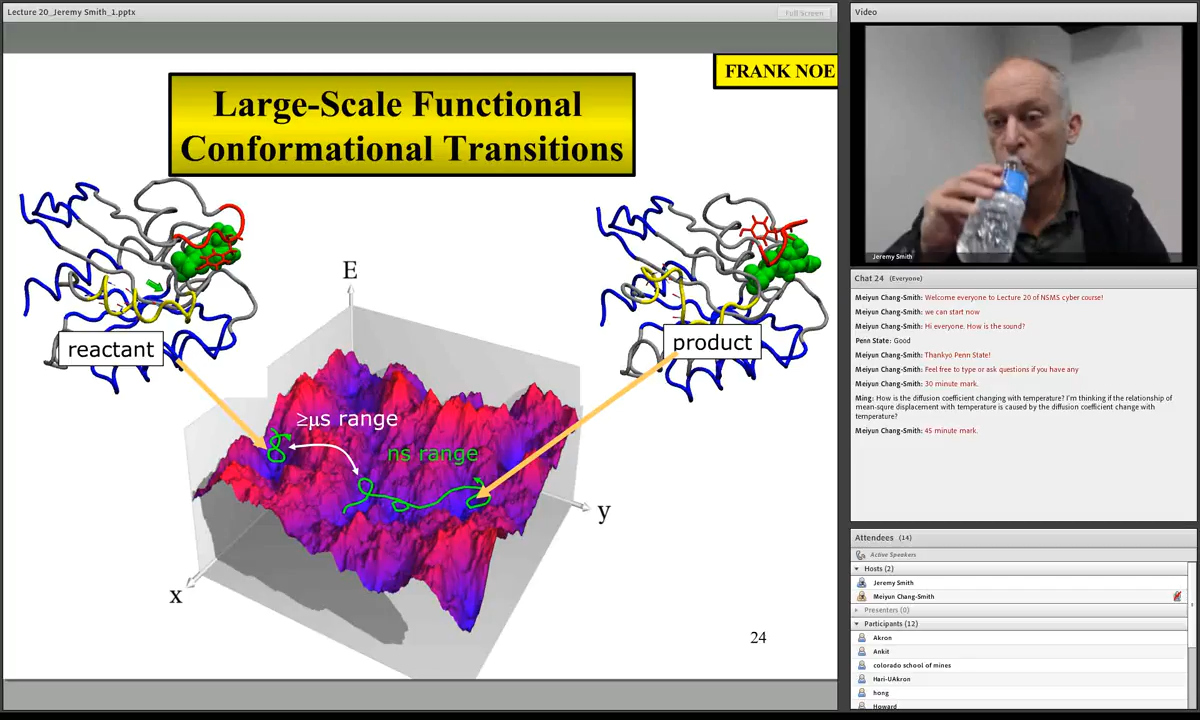 Lecture 20_Jeremy Smith_1.pptx
Full Screen
FRANK NOE
Large-Scale Functional
Conformational Transitions
E
reactant
product
≥μs range
ns range
y
x
24
Video
Jeremy Smith
Chat 24 (Everyone)
Meiyun Chang-Smith: Welcome everyone to Lecture 20 of NSMS cyber course!
Meiyun Chang-Smith: we can start now
Meiyun Chang-Smith: Hi everyone. How is the sound?
Penn State: Good
Meiyun Chang-Smith: Thankyo Penn State!
Meiyun Chang-Smith: Feel free to type or ask questions if you have any
Meiyun Chang-Smith: 30 minute mark.
Ming: How is the diffusion coefficient changing with temperature? I'm thinking if the relationship of
mean-squre displacement with temperature is caused by the diffusion coefficient change with
temperature?
Meiyun Chang-Smith: 45 minute mark.
Attendees (14)
Active Speakers
Hosts (2)
Jeremy Smith
Meiyun Chang-Smith
Presenters (0)
Participants (12)
Akron
Ankit
colorado school of mines
Hari-UAkron
hong
Howard